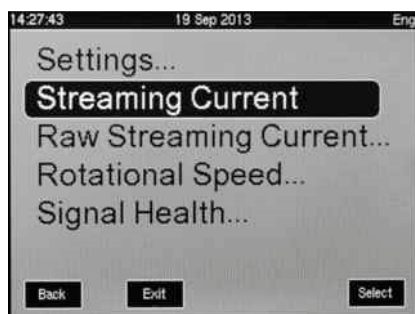 14:27:43 19 Sep 2013 Eng
Settings...
Streaming Current
Raw Streaming Current...
Rotational Speed...
Signal Health...
Back Exit Select